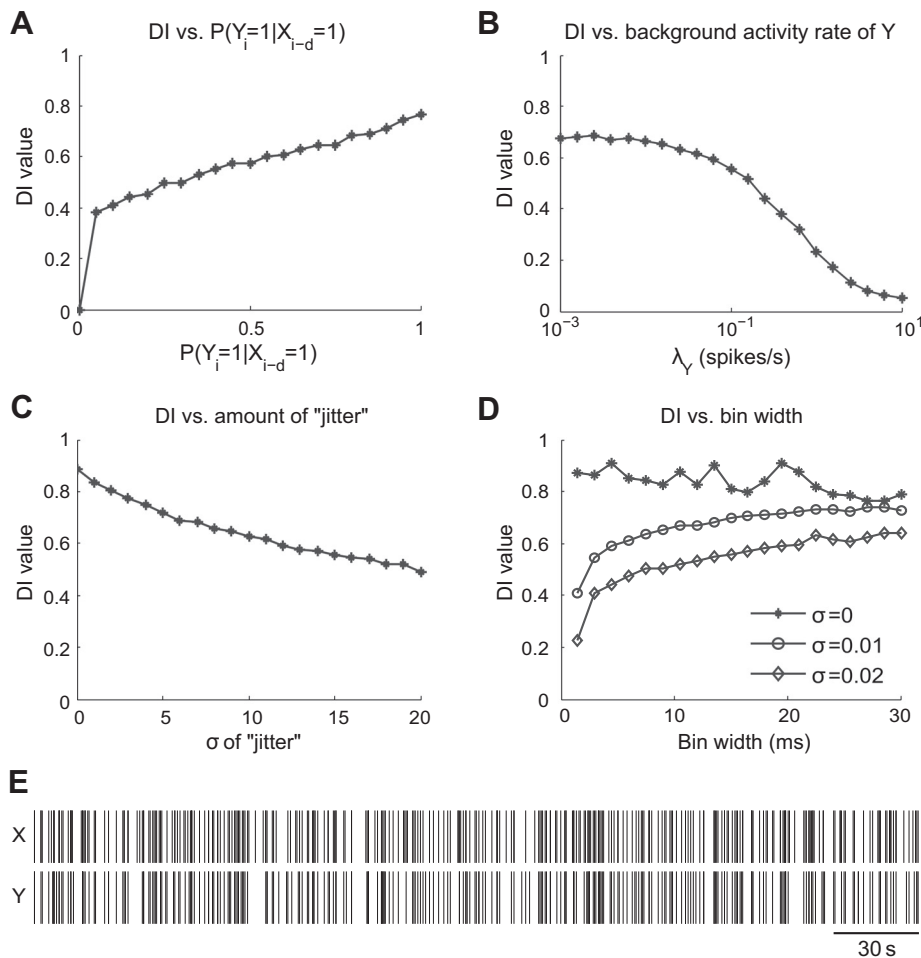 A
DI vs. P(Y_i=1|X_{i−d}=1)
DI value
1
0.8
0.6
0.4
0.2
0
0
0.5
1
P(Y_i=1|X_{i−d}=1)
B
DI vs. background activity rate of Y
DI value
1
0.8
0.6
0.4
0.2
0
10^{−3}
10^{−1}
10^1
λ_Y (spikes/s)
C
DI vs. amount of "jitter"
DI value
1
0.8
0.6
0.4
0.2
0
0
5
10
15
20
σ of "jitter"
D
DI vs. bin width
DI value
1
0.8
0.6
0.4
0.2
0
σ=0
σ=0.01
σ=0.02
0
10
20
30
Bin width (ms)
E
X
Y
30 s